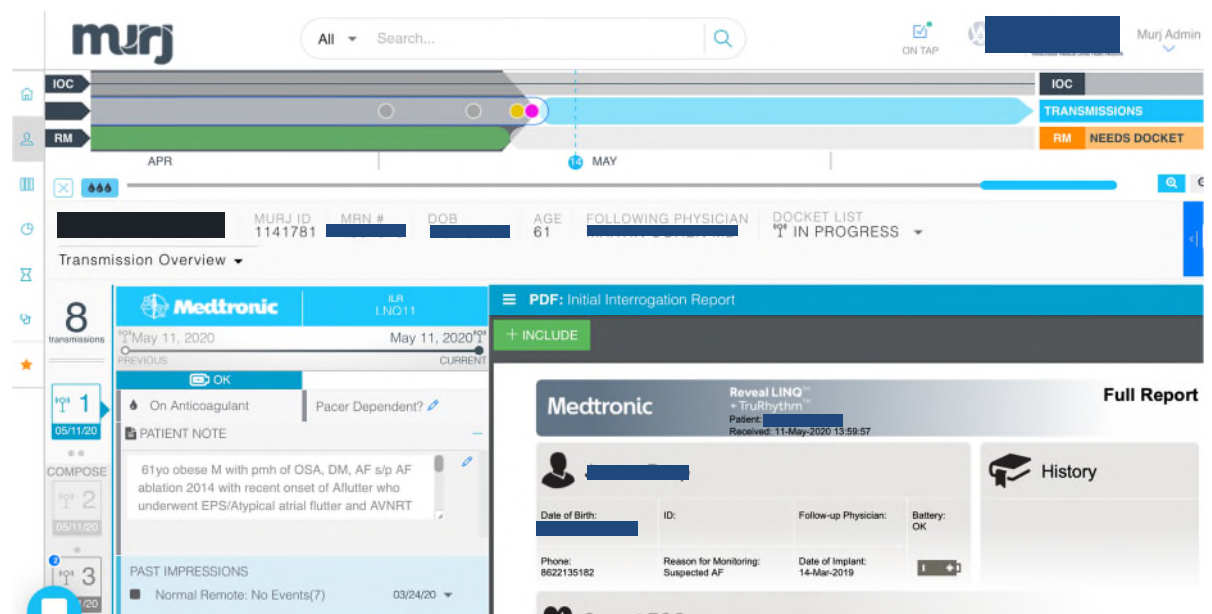 murj
All
Search...
ON TAP
Murj Admin
IOC
IOC
TRANSMISSIONS
RM
RM
NEEDS DOCKET
APR
14
MAY
MURJ ID
MRN #
DOB
AGE
FOLLOWING PHYSICIAN
DOCKET LIST
1141781
61
IN PROGRESS
Transmission Overview
8
transmissions
Medtronic
ILR
LNQ11
May 11, 2020
May 11, 2020
PREVIOUS
CURRENT
OK
On Anticoagulant
Pacer Dependent?
PATIENT NOTE
61yo obese M with pmh of OSA, DM, AF s/p AF
ablation 2014 with recent onset of Aflutter who
underwent EPS/Atypical atrial flutter and AVNRT
PAST IMPRESSIONS
Normal Remote: No Events(7)
03/24/20
1
05/11/20
COMPOSE
2
05/11/20
2
3
/20
PDF: Initial Interrogation Report
+ INCLUDE
Medtronic
Reveal LINQ™
+ TruRhythm™
Patient:
Received: 11-May-2020 13:59:57
Full Report
History
Date of Birth:
ID:
Follow-up Physician:
Battery:
OK
Phone:
8622135182
Reason for Monitoring:
Suspected AF
Date of Implant:
14-Mar-2019